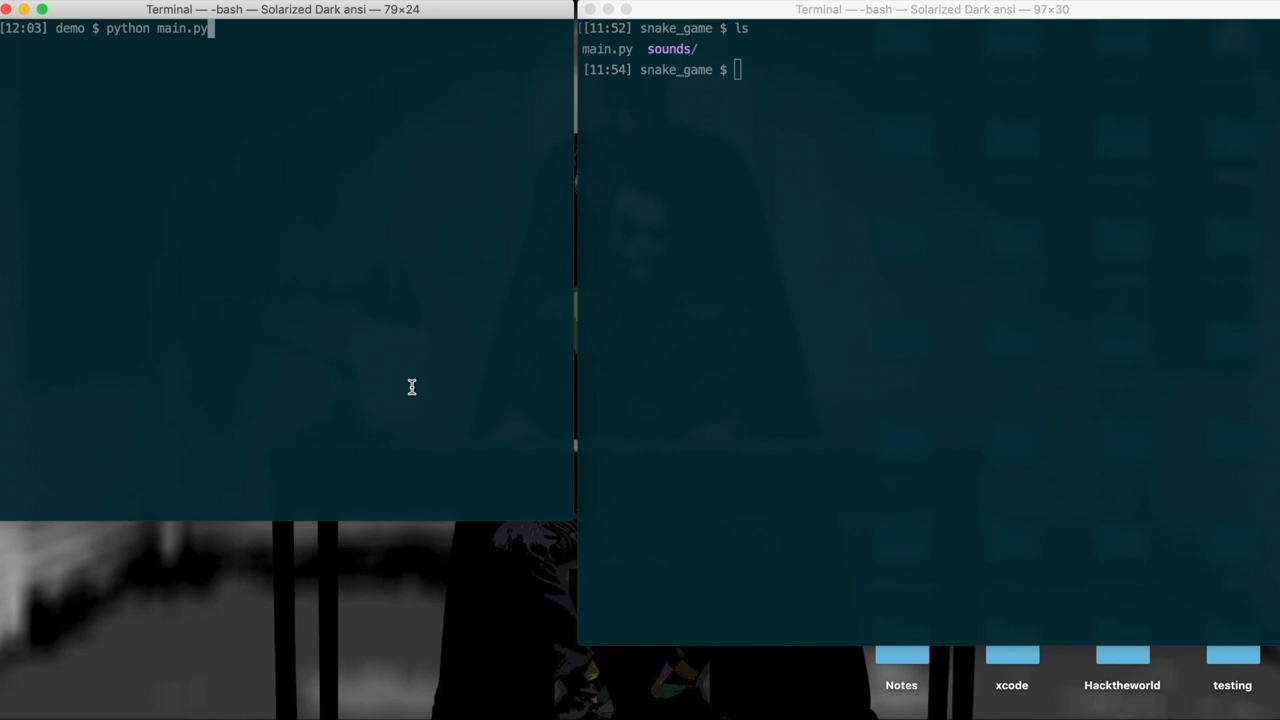 Terminal — -bash — Solarized Dark ansi — 79×24
[12:03] demo $ python main.py
Terminal — -bash — Solarized Dark ansi — 97×30
[[11:52] snake_game $ ls
main.py sounds/
[11:54] snake_game $
Notes
xcode
Hacktheworld
testing